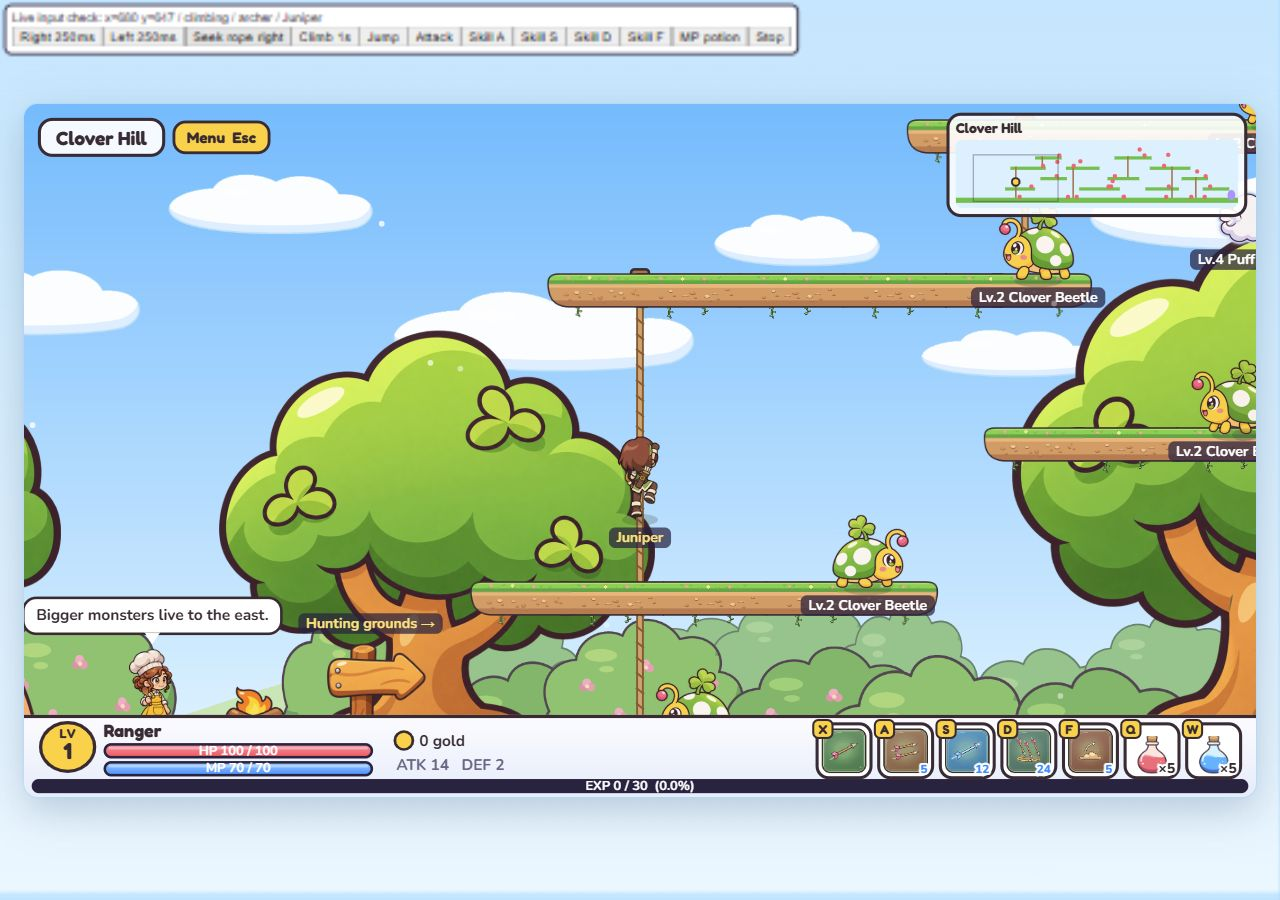 Live input check: x=680 y=647 / climbing / archer / Juniper
Right 250ms Left 250ms Seek rope right Climb 1s Jump Attack Skill A Skill S Skill D Skill F MP potion Stop
Clover Hill
Menu Esc
Clover Hill
Lv.4 Puff
Lv.2 Clover Beetle
Lv.2 Clover
Juniper
Lv.2 Clover Beetle
Bigger monsters live to the east.
Hunting grounds →
LV
1
Ranger
HP 100 / 100
MP 70 / 70
0 gold
ATK 14 DEF 2
X A S D F Q W
5 12 24 5 ×5 ×5
EXP 0 / 30 (0.0%)